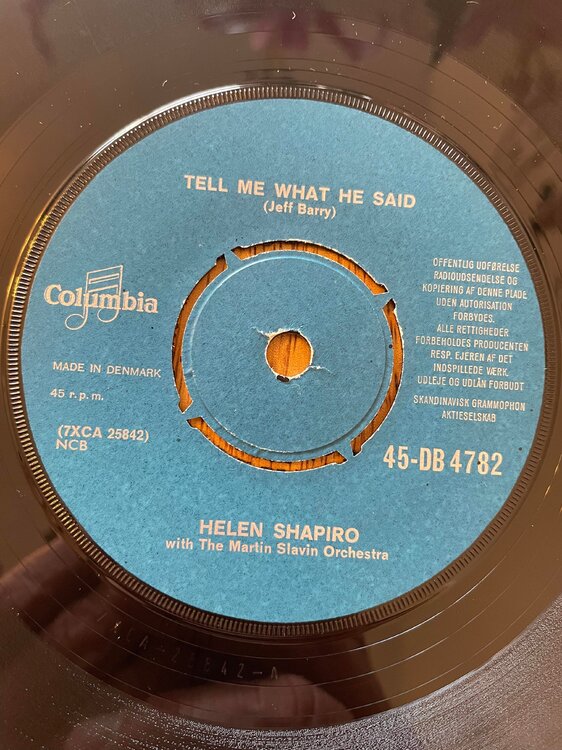 TELL ME WHAT HE SAID
(Jeff Barry)
Columbia
MADE IN DENMARK
45 r.p.m.
(7XCA 25842)
NCB
OFFENTLIG UDFØRELSE
RADIOUDSENDELSE OG
KOPIERING AF DENNE PLADE
UDEN AUTORISATION
FORBYDES.
ALLE RETTIGHEDER
FORBEHOLDES PRODUCENTEN
RESP. EJEREN AF DET
INDSPILLEDE VÆRK.
UDLEJE OG UDLÅN FORBUDT
SKANDINAVISK GRAMMOPHON
AKTIESELSKAB
45-DB 4782
HELEN SHAPIRO
with The Martin Slavin Orchestra